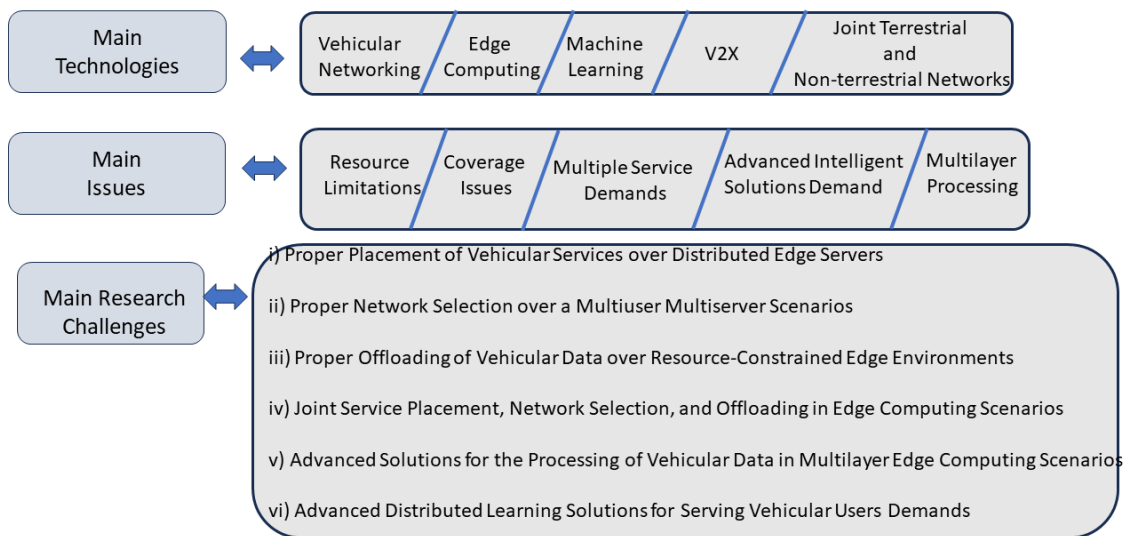 Main
Technologies
Vehicular
Networking
Edge
Computing
Machine
Learning
V2X
Joint Terrestrial
and
Non-terrestrial Networks
Main
Issues
Resource
Limitations
Coverage
Issues
Multiple Service
Demands
Advanced Intelligent
Solutions Demand
Multilayer
Processing
Main Research
Challenges
i) Proper Placement of Vehicular Services over Distributed Edge Servers
ii) Proper Network Selection over a Multiuser Multiserver Scenarios
iii) Proper Offloading of Vehicular Data over Resource-Constrained Edge Environments
iv) Joint Service Placement, Network Selection, and Offloading in Edge Computing Scenarios
v) Advanced Solutions for the Processing of Vehicular Data in Multilayer Edge Computing Scenarios
vi) Advanced Distributed Learning Solutions for Serving Vehicular Users Demands